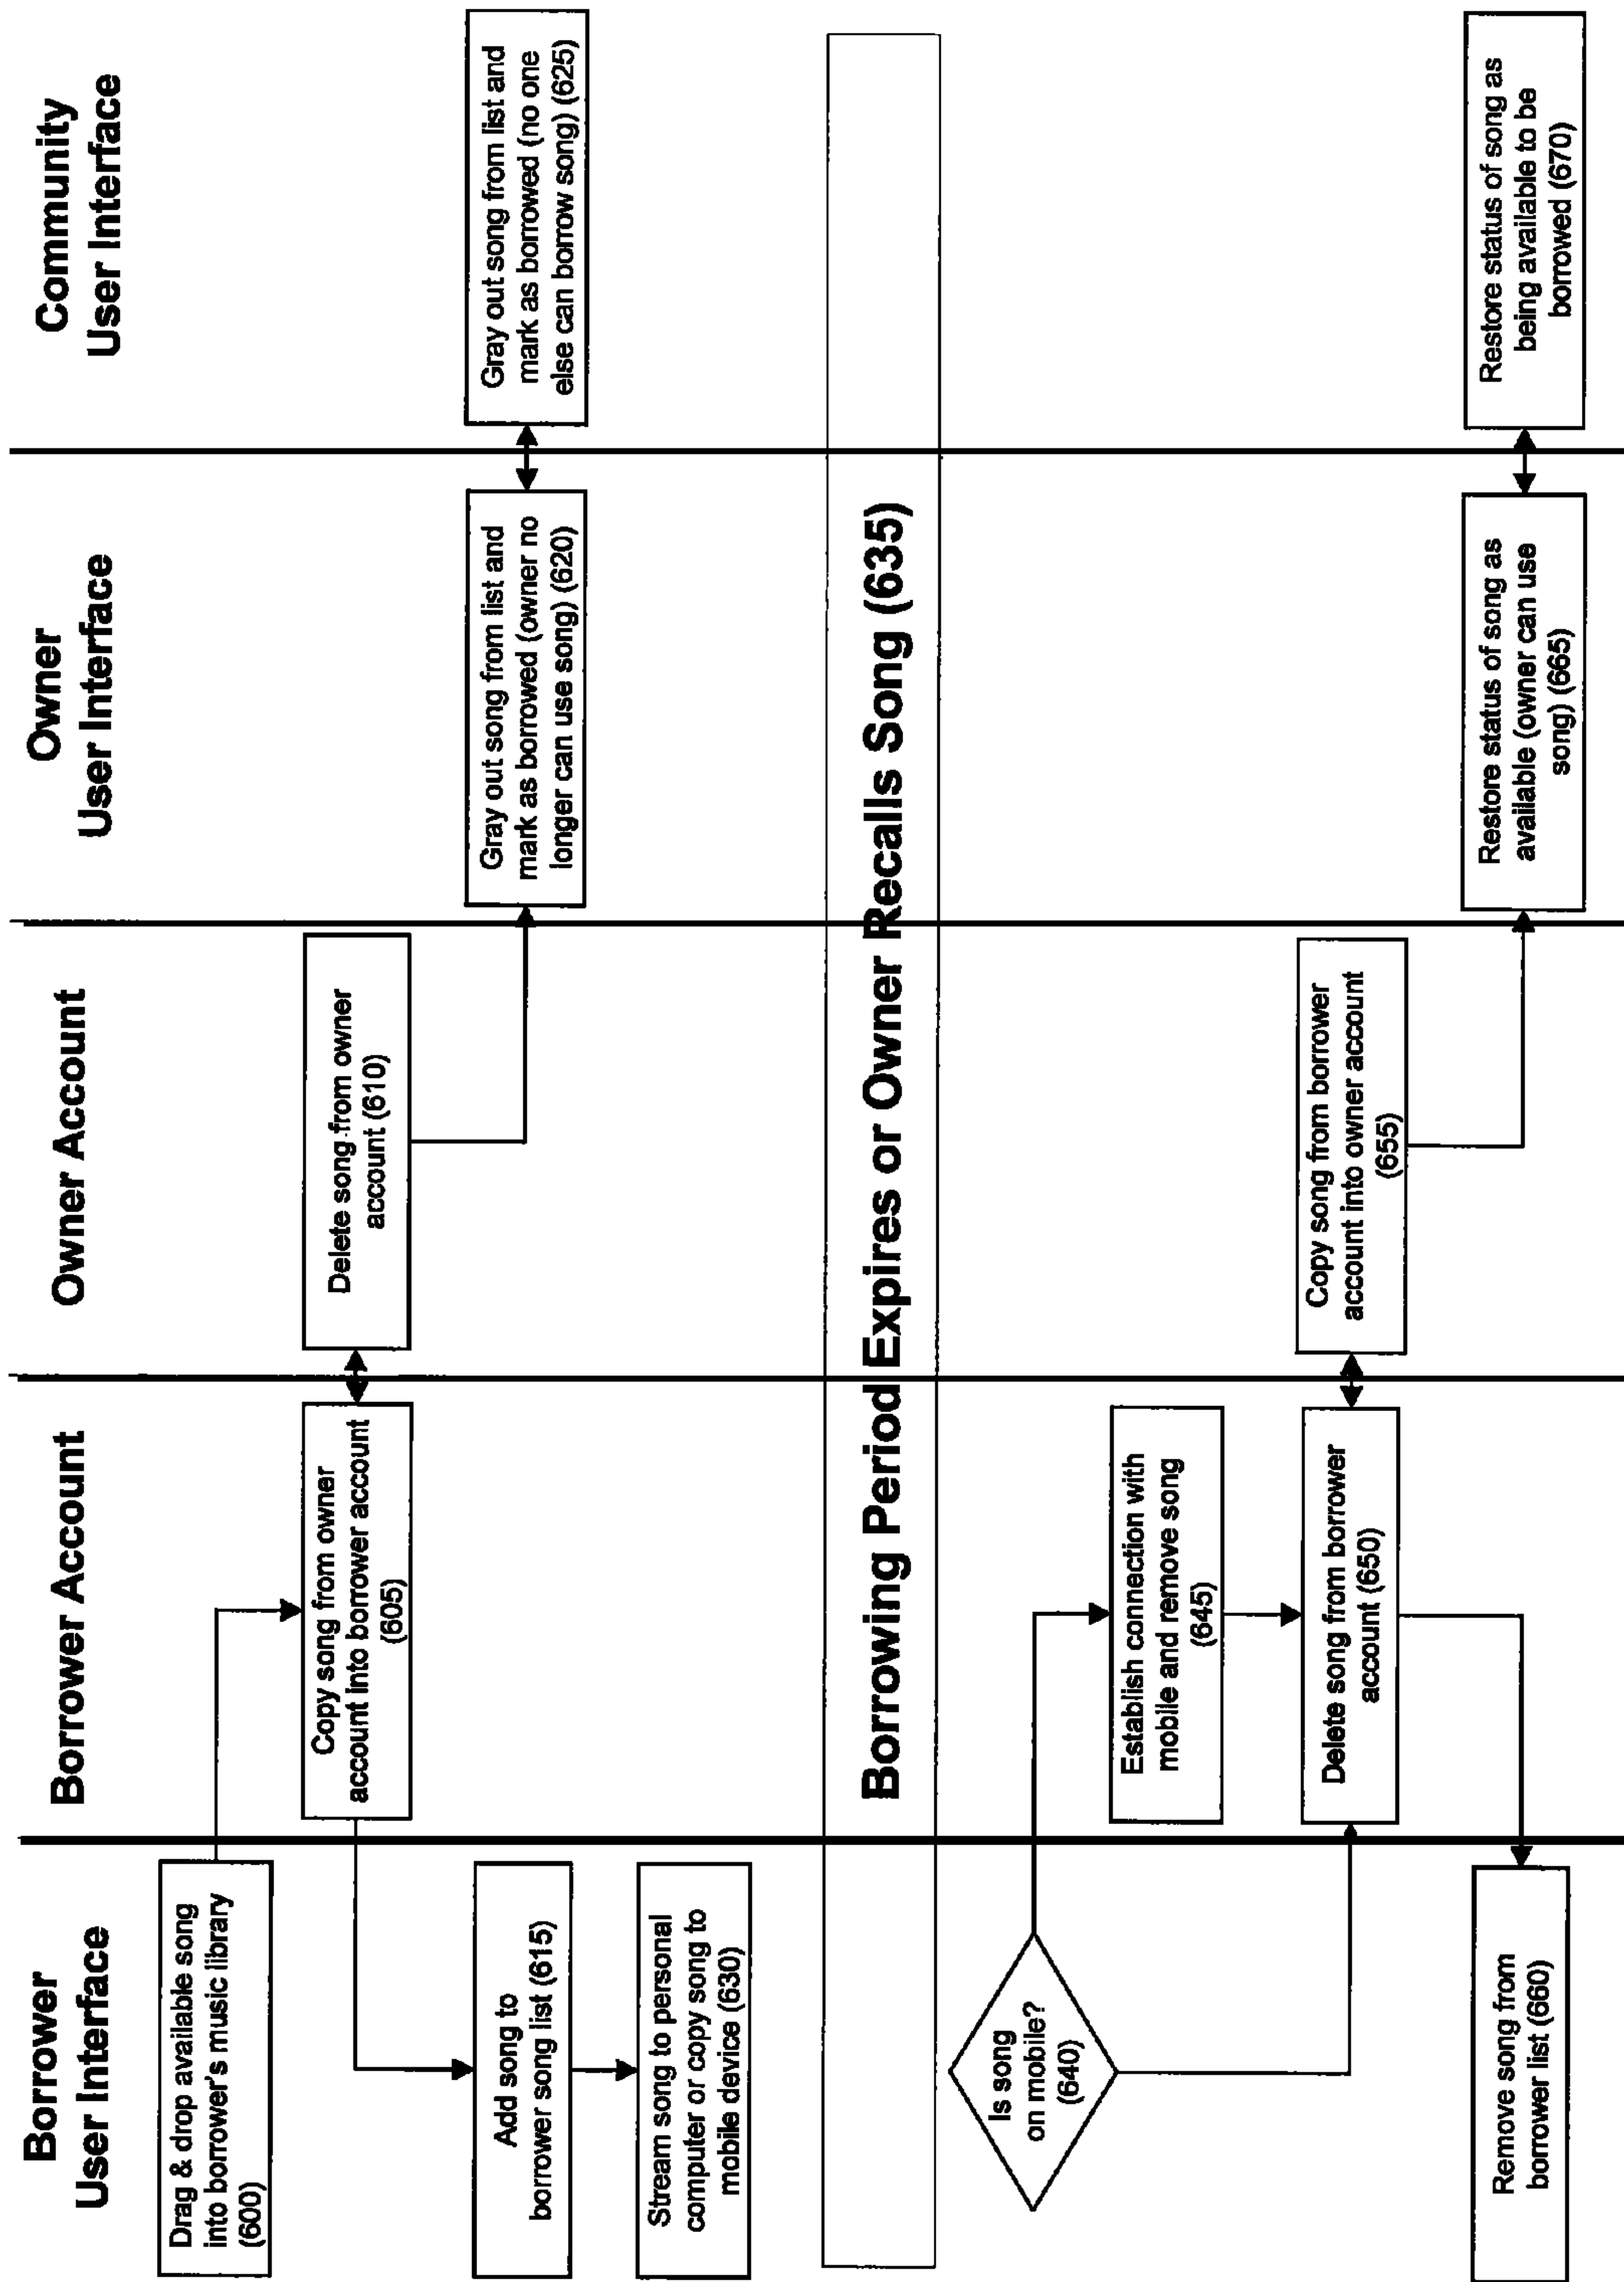 Borrower
User Interface
Borrower Account
Owner Account
Owner
User Interface
Community
User Interface
Drag & drop available song
into borrower's music library
(600)
Copy song from owner
account into borrower account
(605)
Delete song from owner
account (610)
Add song to
borrower song list (615)
Gray out song from list and
mark as borrowed (owner no
longer can use song) (620)
Gray out song from list and
mark as borrowed (no one
else can borrow song) (625)
Stream song to personal
computer or copy song to
mobile device (630)
Borrowing Period Expires or Owner Recalls Song (635)
Is song
on mobile?
(640)
Establish connection with
mobile and remove song
(645)
Delete song from borrower
account (650)
Copy song from borrower
account into owner account
(655)
Remove song from
borrower list (660)
Restore status of song as
available (owner can use
song) (665)
Restore status of song as
being available to be
borrowed (670)